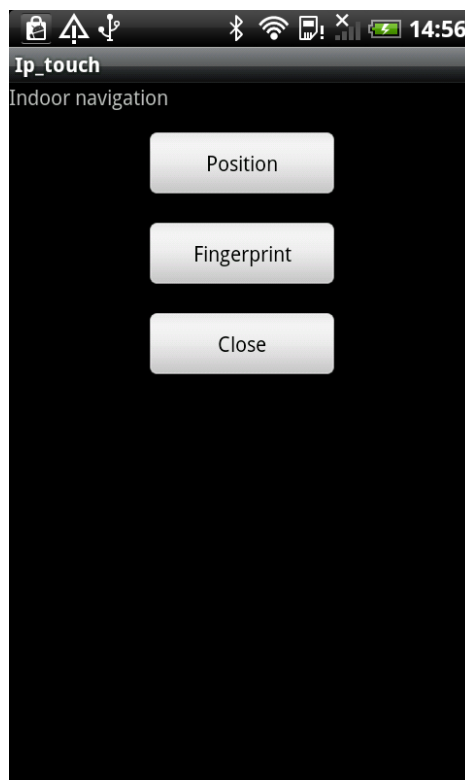 14:56
Ip_touch
Indoor navigation
Position
Fingerprint
Close